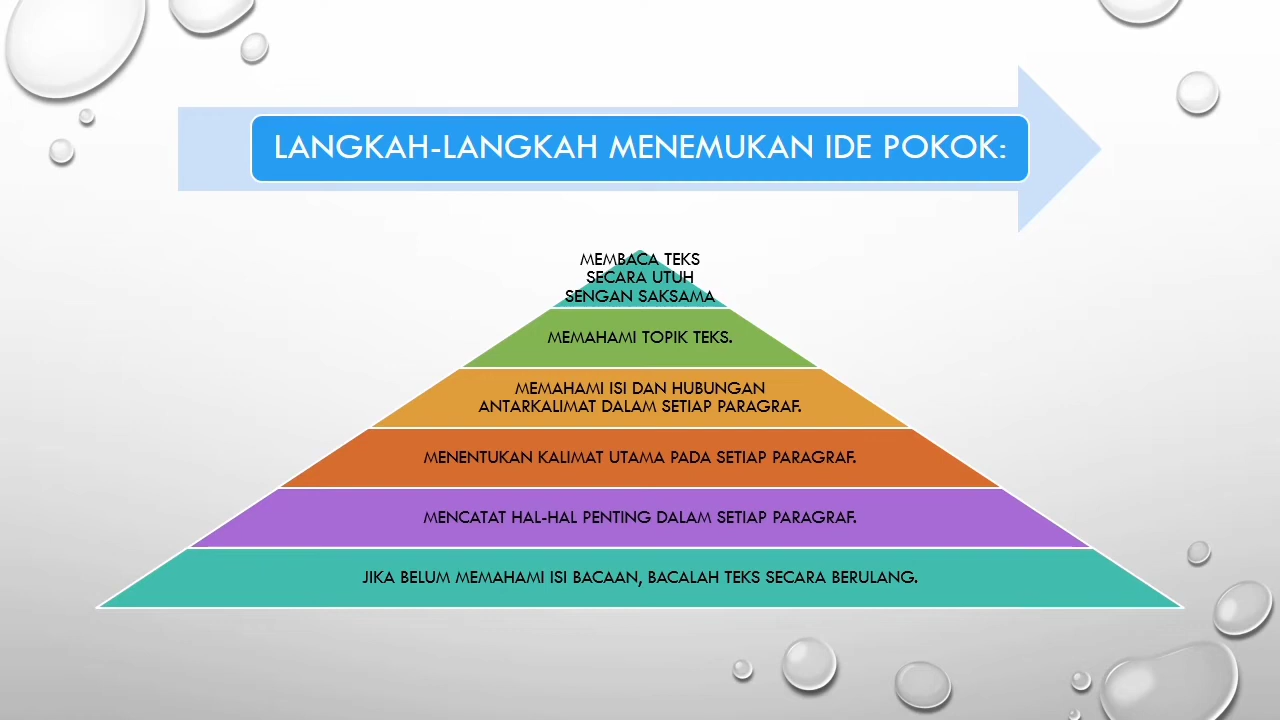 LANGKAH-LANGKAH MENEMUKAN IDE POKOK:
MEMBACA TEKS
SECARA UTUH
SENGAN SAKSAMA
MEMAHAMI TOPIK TEKS.
MEMAHAMI ISI DAN HUBUNGAN
ANTARKALIMAT DALAM SETIAP PARAGRAF.
MENENTUKAN KALIMAT UTAMA PADA SETIAP PARAGRAF.
MENCATAT HAL-HAL PENTING DALAM SETIAP PARAGRAF.
JIKA BELUM MEMAHAMI ISI BACAAN, BACALAH TEKS SECARA BERULANG.